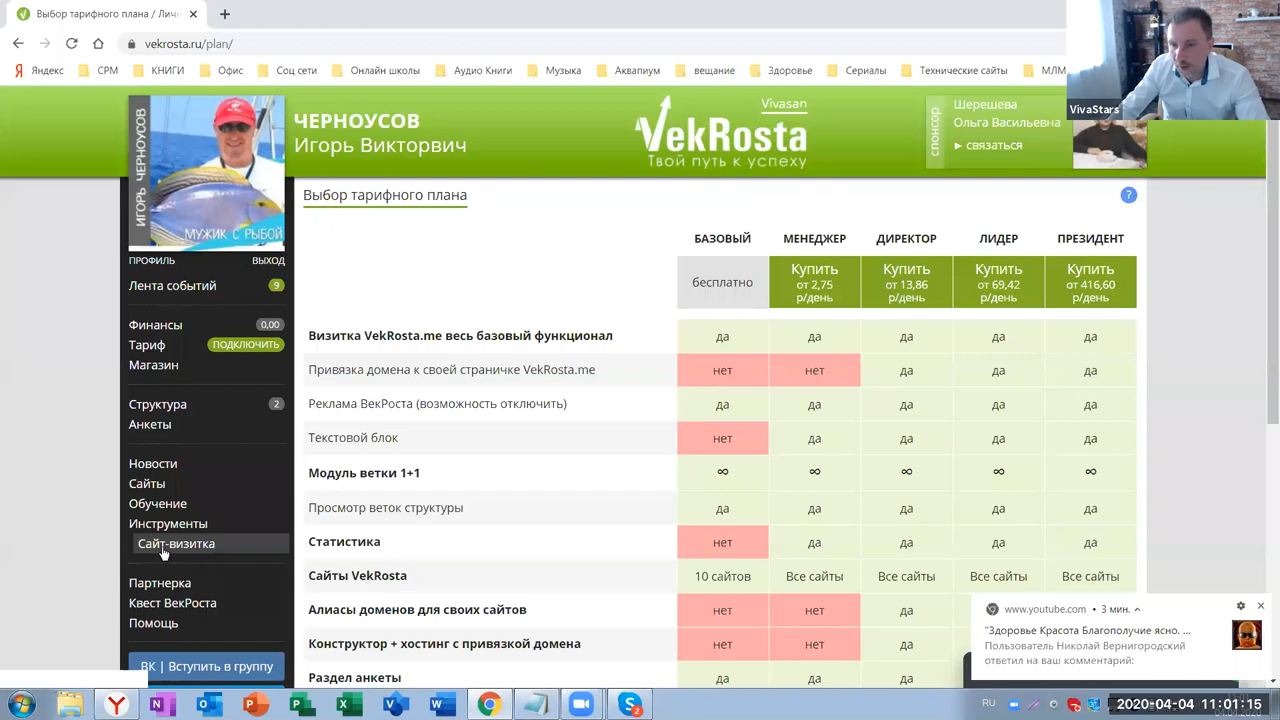 Выбор тарифного плана / Личн
vekrosta.ru/plan/
Яндекс
СРМ
КНИГИ
Офис
Соц сети
Онлайн школы
Аудио Книги
Музыка
Аквапиум
вещание
Здоровье
Сериалы
Технические сайты
МЛМ
VivaStars
ИГОРЬ ЧЕРНОУСОВ
МУЖИК С РЫБОЙ
ЧЕРНОУСОВ
Игорь Викторович
Vivasan
VekRosta
Твой путь к успеху
спонсор
Шерешева
Ольга Васильевна
► связаться
ПРОФИЛЬ ВЫХОД
Лента событий 9
Финансы 0,00
Тариф ПОДКЛЮЧИТЬ
Магазин
Структура 2
Анкеты
Новости
Сайты
Обучение
Инструменты
Сайт-визитка
Партнерка
Квест ВекРоста
Помощь
ВК | Вступить в группу
Выбор тарифного плана ?
БАЗОВЫЙ МЕНЕДЖЕР ДИРЕКТОР ЛИДЕР ПРЕЗИДЕНТ
бесплатно
Купить
от 2,75
р/день
Купить
от 13,86
р/день
Купить
от 69,42
р/день
Купить
от 416,60
р/день
Визитка VekRosta.me весь базовый функционал да да да да да
Привязка домена к своей страничке VekRosta.me нет нет да да да
Реклама ВекРоста (возможность отключить) да да да да да
Текстовой блок нет да да да да
Модуль ветки 1+1 ∞ ∞ ∞ ∞ ∞
Просмотр веток структуры да да да да да
Статистика нет да да да да
Сайты VekRosta 10 сайтов Все сайты Все сайты Все сайты Все сайты
Алиасы доменов для своих сайтов нет нет да
Конструктор + хостинг с привязкой домена нет нет да
Раздел анкеты да да да да да
www.youtube.com • 3 мин.
"Здоровье Красота Благополучие ясно. ...
Пользователь Николай Вернигородский
ответил на ваш комментарий:
RU
2020-04-04 11:01:15